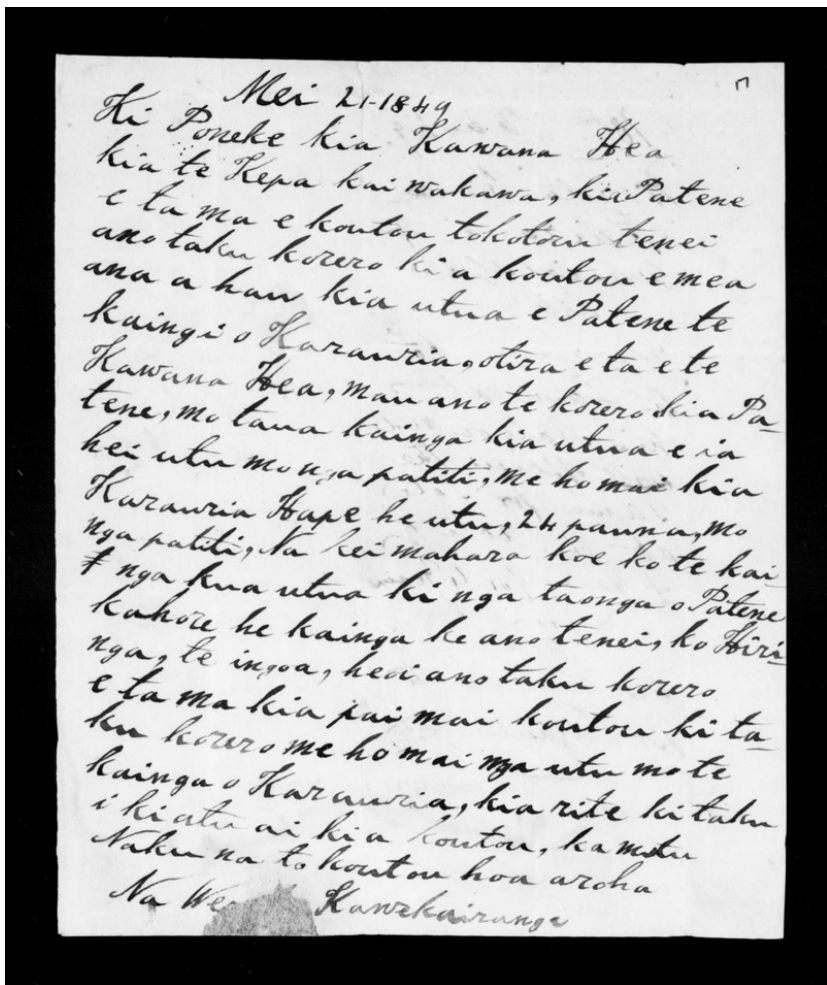 Mei 21-1849
Ki Poneke kia Kawana Hea
kia te Kepa kai wakawa, kia Patene
e ta ma e koutou tokotoru tenei
ano taku korero kia koutou e mea
ana a hau kia utua e Patene te
kaingi o Karauria, otira e ta e te
Kawana Hea, mau ano te korero kia Pa-
tene, mo taua kainga kia utua e ia
hei utu mo nga patiti, me homai kia
Karauria Hape he utu, 24 pauna, mo
nga patiti, Na kei mahara koe ko te kai-
nga kua utua ki nga taonga o Patene
kahore he kainga ke ano tenei, ko Hiri-
nga, te ingoa, heoi ano taku korero
e ta ma kia pai mai koutou ki ta-
ku korero me homai nga utu mo te
kainga o Karauria, kia rite ki taku
i ki atu ai kia koutou, ka mutu
Naku na to koutou hoa aroha
Na We